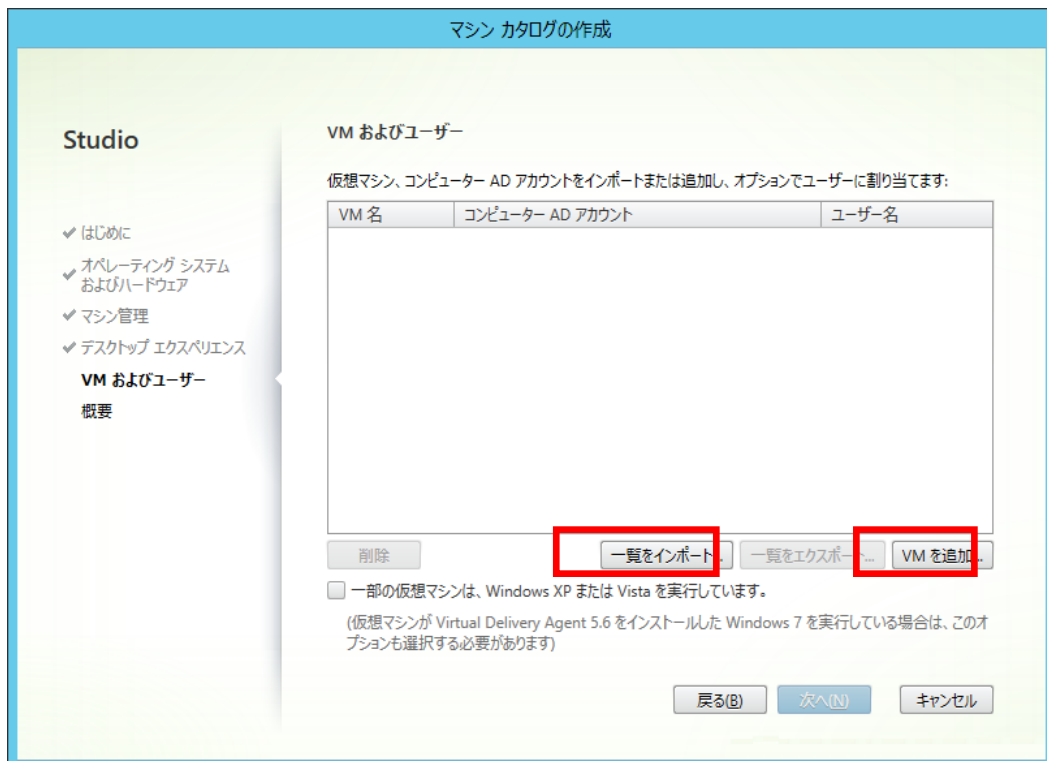 マシン カタログの作成
Studio
✔ はじめに
✔ オペレーティング システム
およびハードウェア
✔ マシン管理
✔ デスクトップ エクスペリエンス
VM およびユーザー
概要
VM およびユーザー
仮想マシン、コンピューター AD アカウントをインポートまたは追加し、オプションでユーザーに割り当てます:
VM 名 コンピューター AD アカウント ユーザー名
削除 一覧をインポート... 一覧をエクスポート... VM を追加...
一部の仮想マシンは、Windows XP または Vista を実行しています。
(仮想マシンが Virtual Delivery Agent 5.6 をインストールした Windows 7 を実行している場合は、このオ
プションも選択する必要があります)
戻る(B) 次へ(N) キャンセル